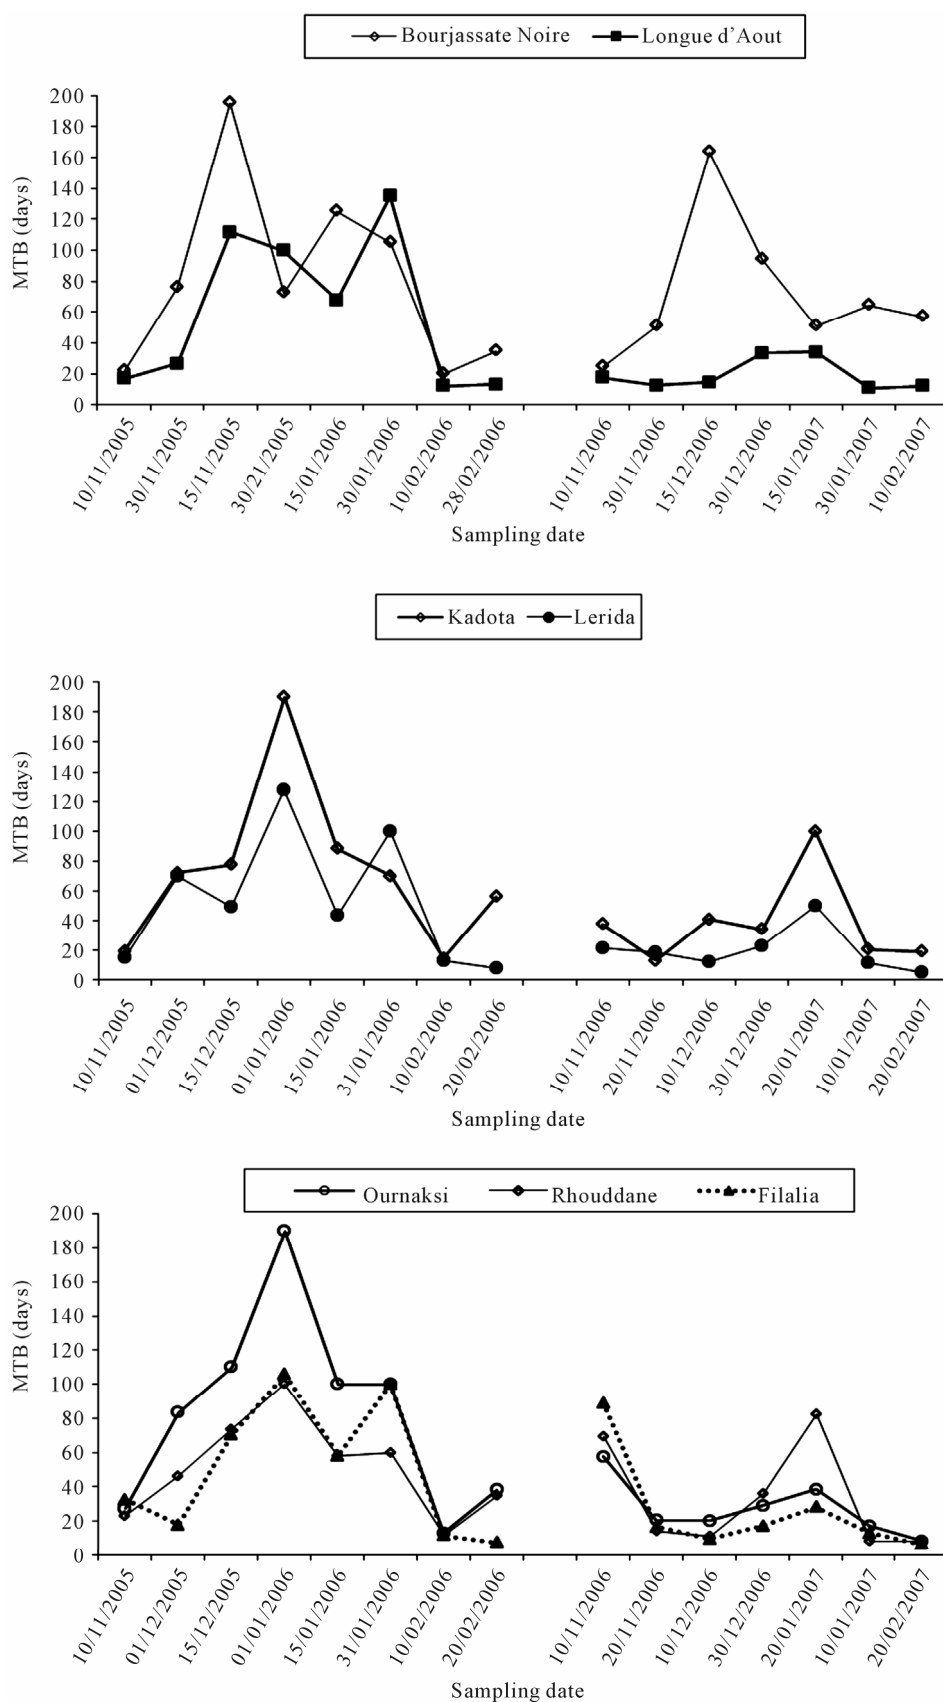 Bourjassate Noire Longue d'Aout
200
180
160
140
120
100
80
60
40
20
0
MTB (days)
10/11/2005 30/11/2005 15/11/2005 30/21/2005 15/01/2006 30/01/2006 10/02/2006 28/02/2006 10/11/2006 30/11/2006 15/12/2006 30/12/2006 15/01/2007 30/01/2007 10/02/2007
Sampling date
Kadota Lerida
200
180
160
140
120
100
80
60
40
20
0
MTB (days)
10/11/2005 01/12/2005 15/12/2005 01/01/2006 15/01/2006 31/01/2006 10/02/2006 20/02/2006 10/11/2006 20/11/2006 10/12/2006 30/12/2006 20/01/2007 10/01/2007 20/02/2007
Sampling date
Ournaksi Rhouddane Filalia
200
180
160
140
120
100
80
60
40
20
0
MTB (days)
10/11/2005 01/12/2005 15/12/2005 01/01/2006 15/01/2006 31/01/2006 10/02/2006 20/02/2006 10/11/2006 20/11/2006 10/12/2006 30/12/2006 20/01/2007 10/01/2007 20/02/2007
Sampling date